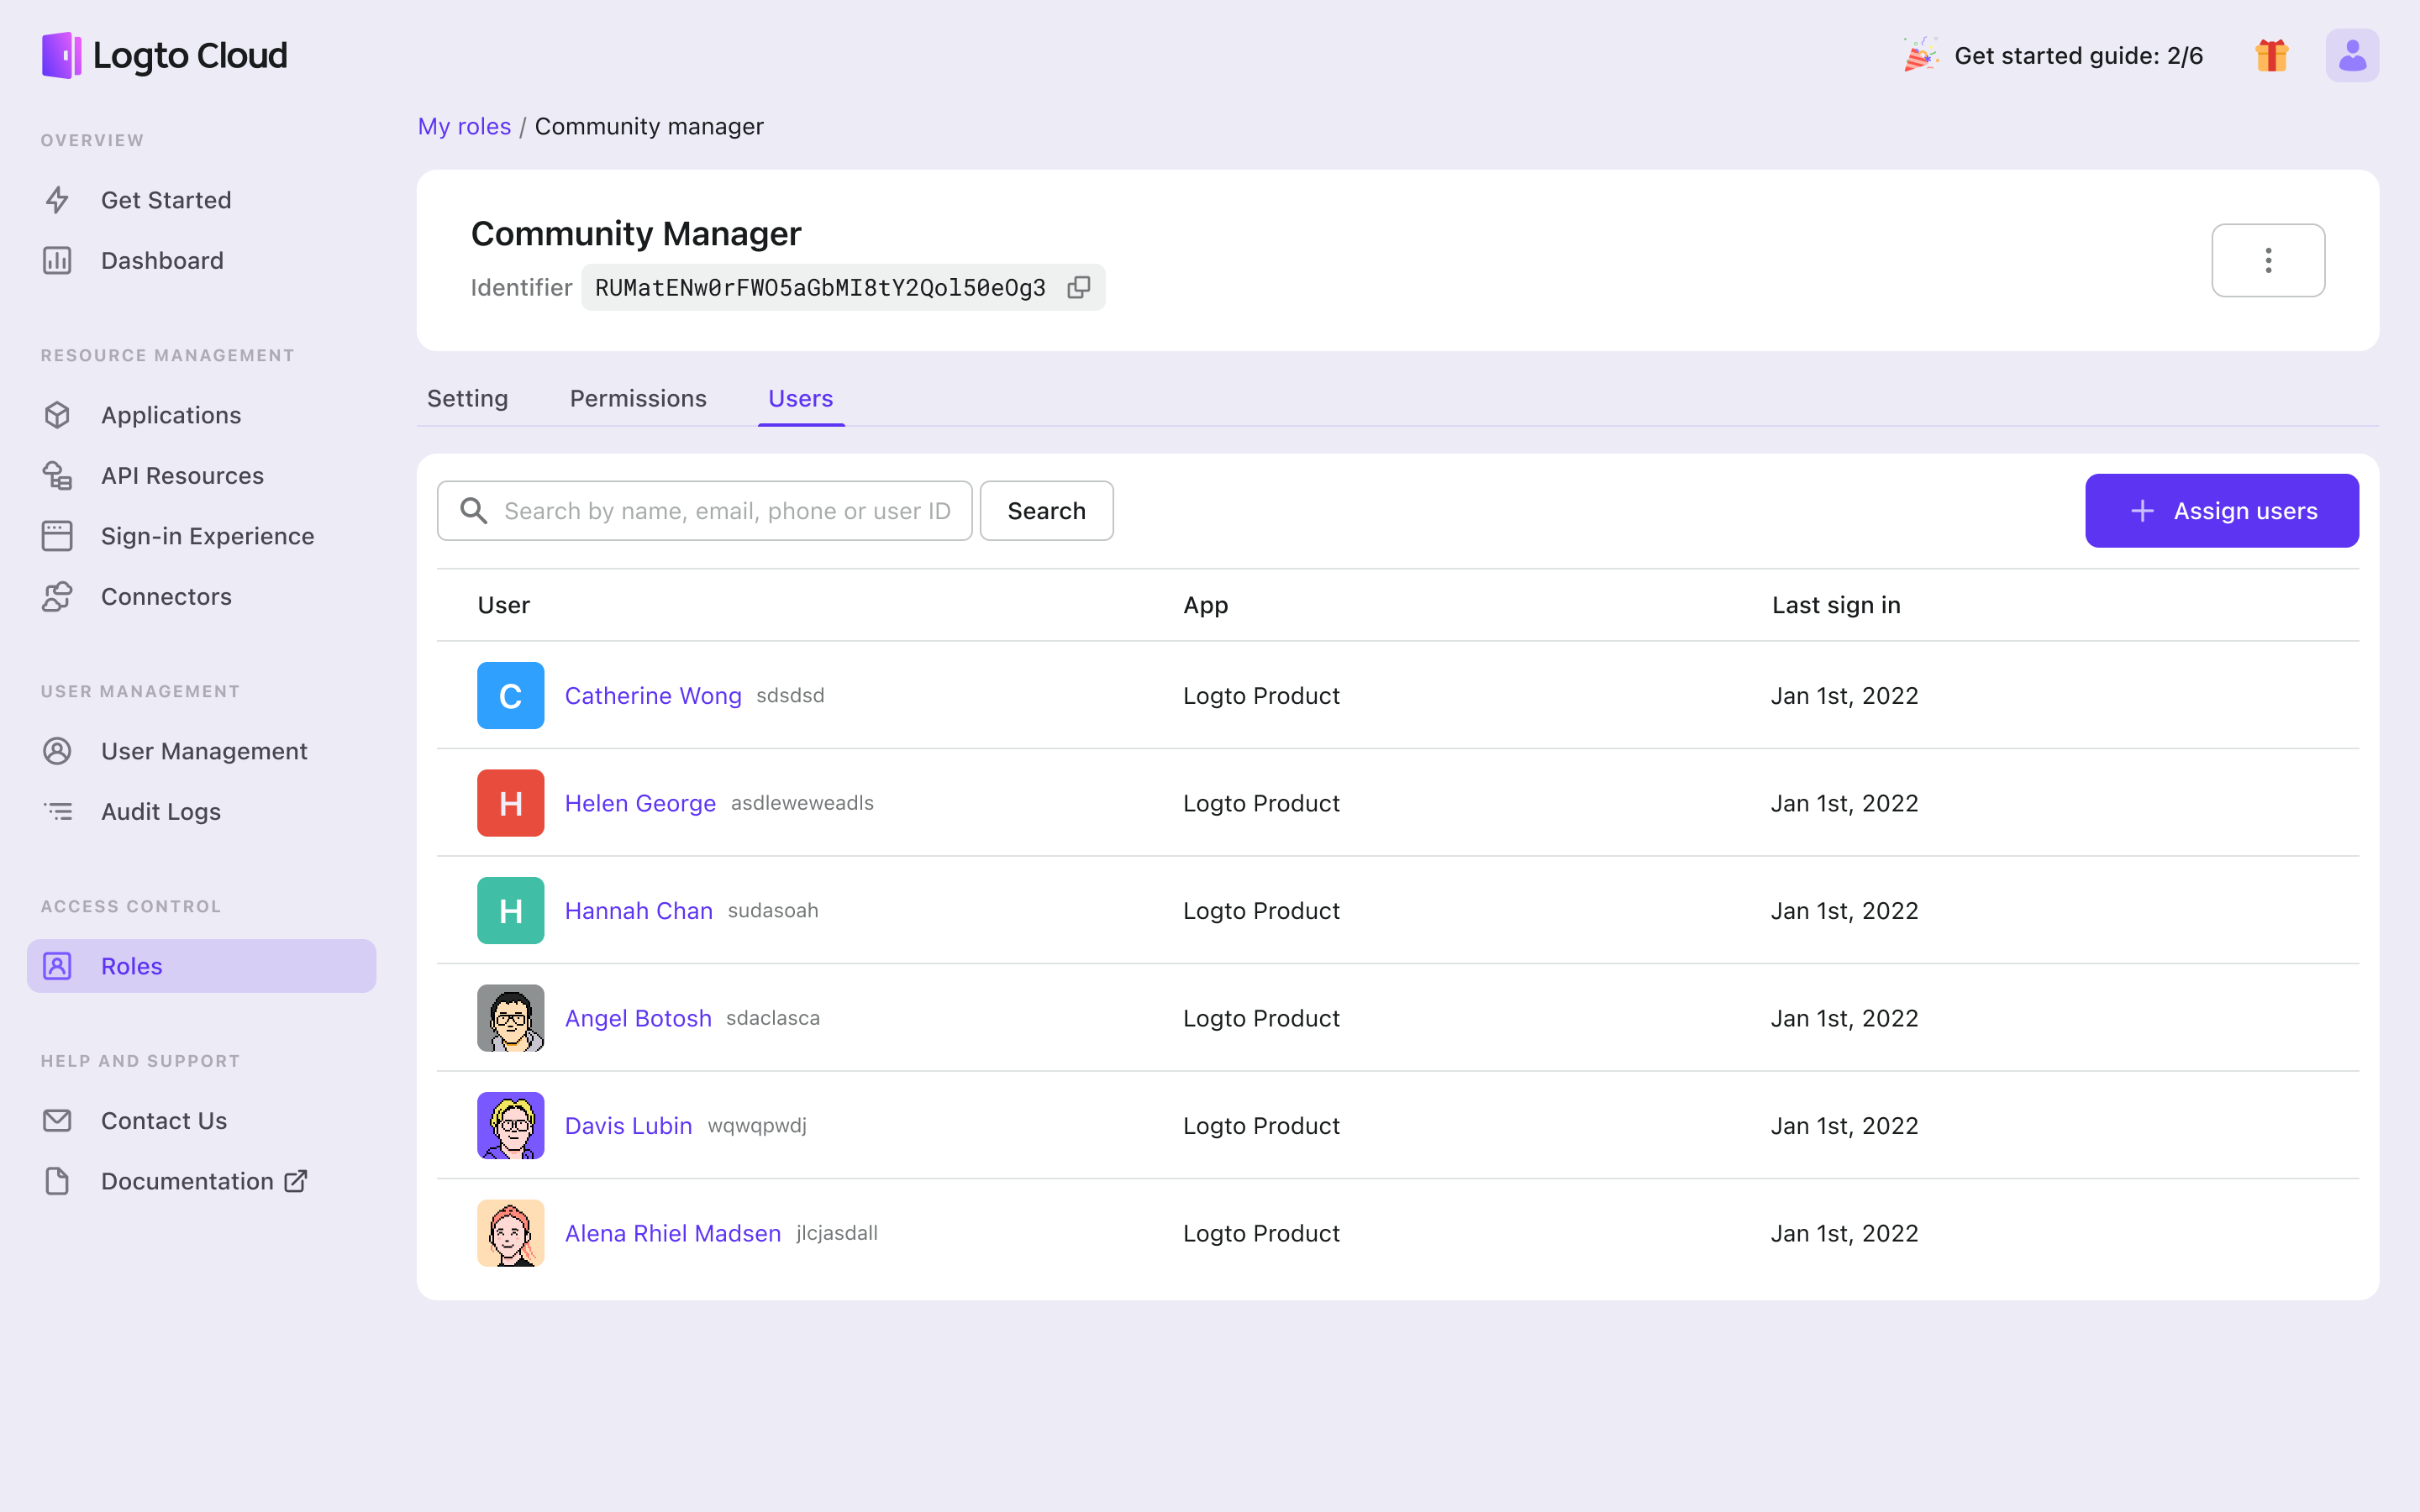 Logto Cloud
Get started guide: 2/6
OVERVIEW
Get Started
Dashboard
RESOURCE MANAGEMENT
Applications
API Resources
Sign-in Experience
Connectors
USER MANAGEMENT
User Management
Audit Logs
ACCESS CONTROL
Roles
HELP AND SUPPORT
Contact Us
Documentation
My roles / Community manager
Community Manager
Identifier RUMatENw0rFWO5aGbMI8tY2Qol50eOg3
Setting Permissions Users
Search by name, email, phone or user ID Search + Assign users
User App Last sign in
C Catherine Wong sdsdsd Logto Product Jan 1st, 2022
H Helen George asdleweweadls Logto Product Jan 1st, 2022
H Hannah Chan sudasoah Logto Product Jan 1st, 2022
Angel Botosh sdaclasca Logto Product Jan 1st, 2022
Davis Lubin wqwqpwdj Logto Product Jan 1st, 2022
Alena Rhiel Madsen jlcjasdall Logto Product Jan 1st, 2022